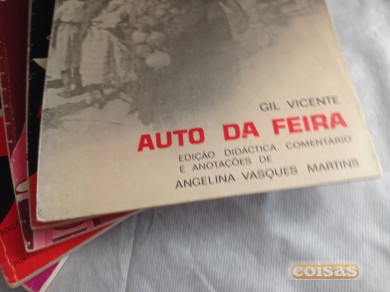 GIL VICENTE
AUTO DA FEIRA
EDIÇÃO DIDÁCTICA, COMENTÁRIO
E ANOTAÇÕES DE
ANGELINA VASQUES MARTINS
coisas